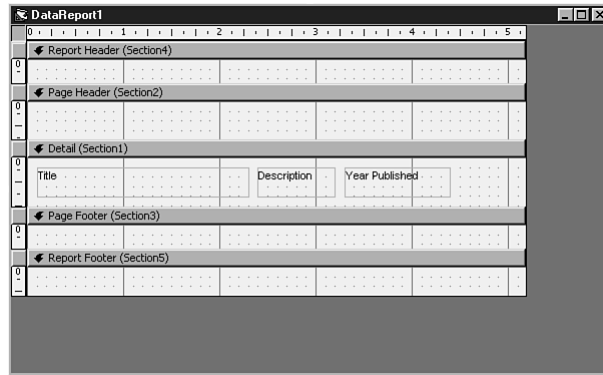 DataReport1
0 1 2 3 4 5
Report Header (Section4)
0
Page Header (Section2)
0
Detail (Section1)
0
Title Description Year Published
Page Footer (Section3)
0
Report Footer (Section5)
0